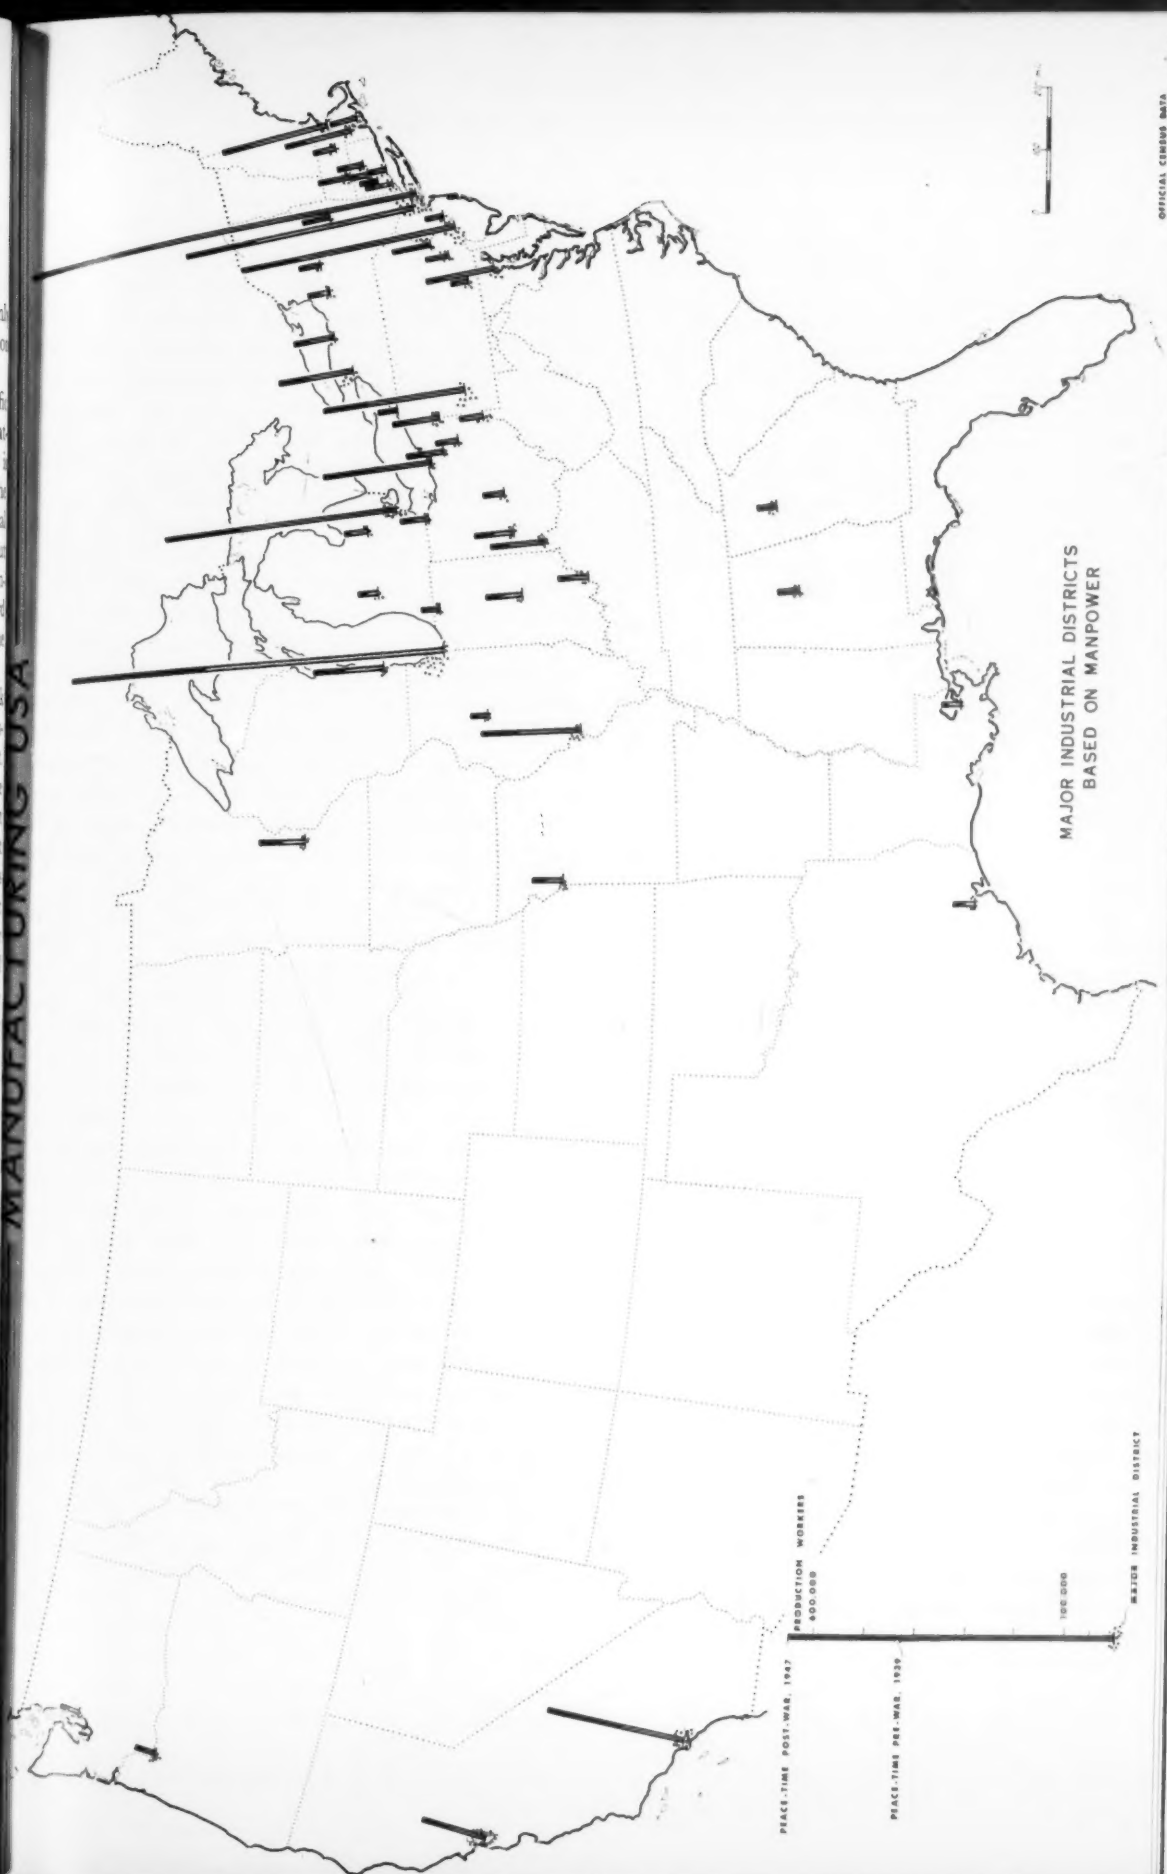 MANUFACTURING USA
MAJOR INDUSTRIAL DISTRICTS
BASED ON MANPOWER
PRODUCTION WORKERS
600,000
100,000
PEACE-TIME POST-WAR, 1947
PEACE-TIME PRE-WAR, 1939
MAJOR INDUSTRIAL DISTRICT
OFFICIAL CENSUS DATA